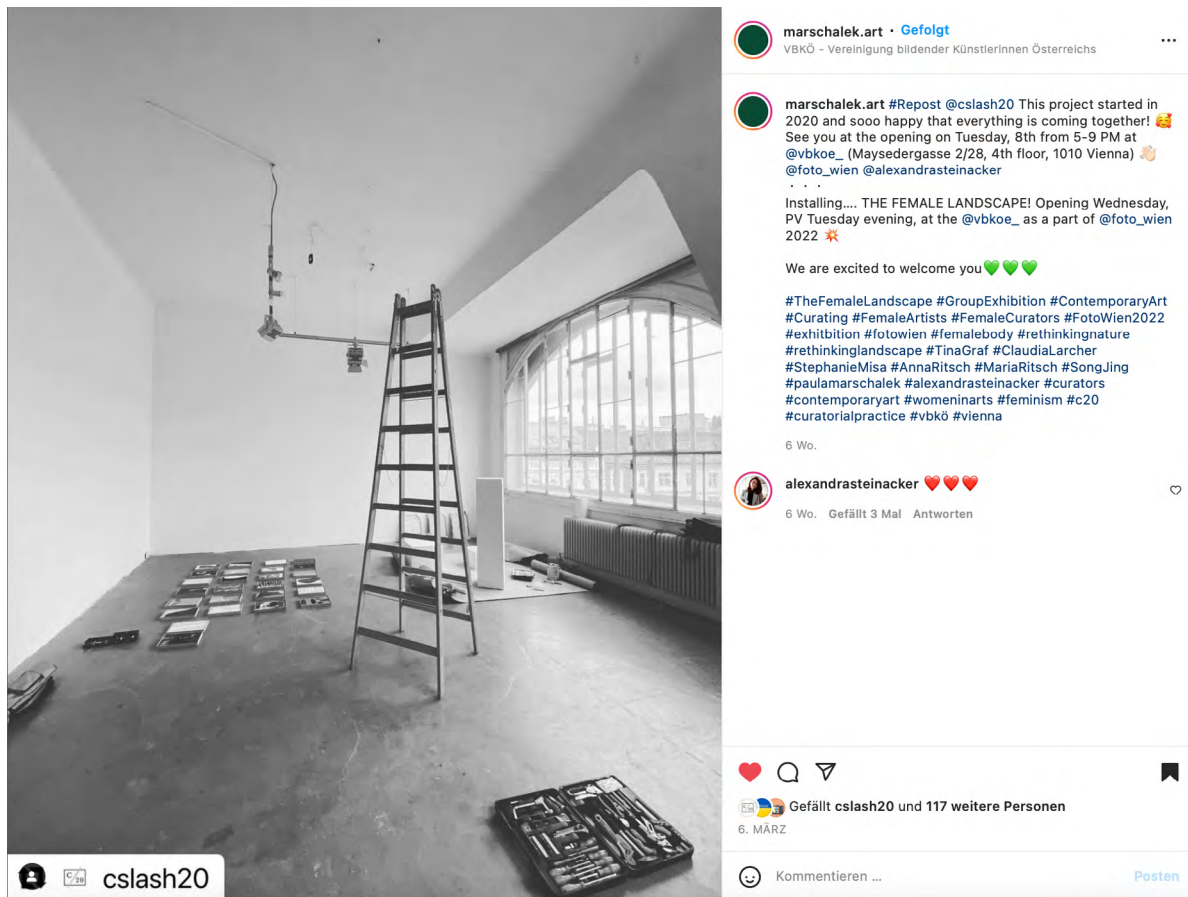 marschalek.art • Gefolgt
VBKÖ - Vereinigung bildender Künstlerinnen Österreichs
marschalek.art #Repost @cslash20 This project started in
2020 and sooo happy that everything is coming together! 🥰
See you at the opening on Tuesday, 8th from 5-9 PM at
@vbkoe_ (Maysedergasse 2/28, 4th floor, 1010 Vienna) 👏🏻
@foto_wien @alexandrasteinacker
• • •
Installing.... THE FEMALE LANDSCAPE! Opening Wednesday,
PV Tuesday evening, at the @vbkoe_ as a part of @foto_wien
2022 💥
We are excited to welcome you💚💚💚
#TheFemaleLandscape #GroupExhibition #ContemporaryArt
#Curating #FemaleArtists #FemaleCurators #FotoWien2022
#exhitbition #fotowien #femalebody #rethinkingnature
#rethinkinglandscape #TinaGraf #ClaudiaLarcher
#StephanieMisa #AnnaRitsch #MariaRitsch #SongJing
#paulamarschalek #alexandrasteinacker #curators
#contemporaryart #womeninarts #feminism #c20
#curatorialpractice #vbkö #vienna
6 Wo.
alexandrasteinacker ❤️❤️❤️
6 Wo. Gefällt 3 Mal Antworten
Gefällt cslash20 und 117 weitere Personen
6. MÄRZ
Kommentieren ... Posten
C/20 cslash20